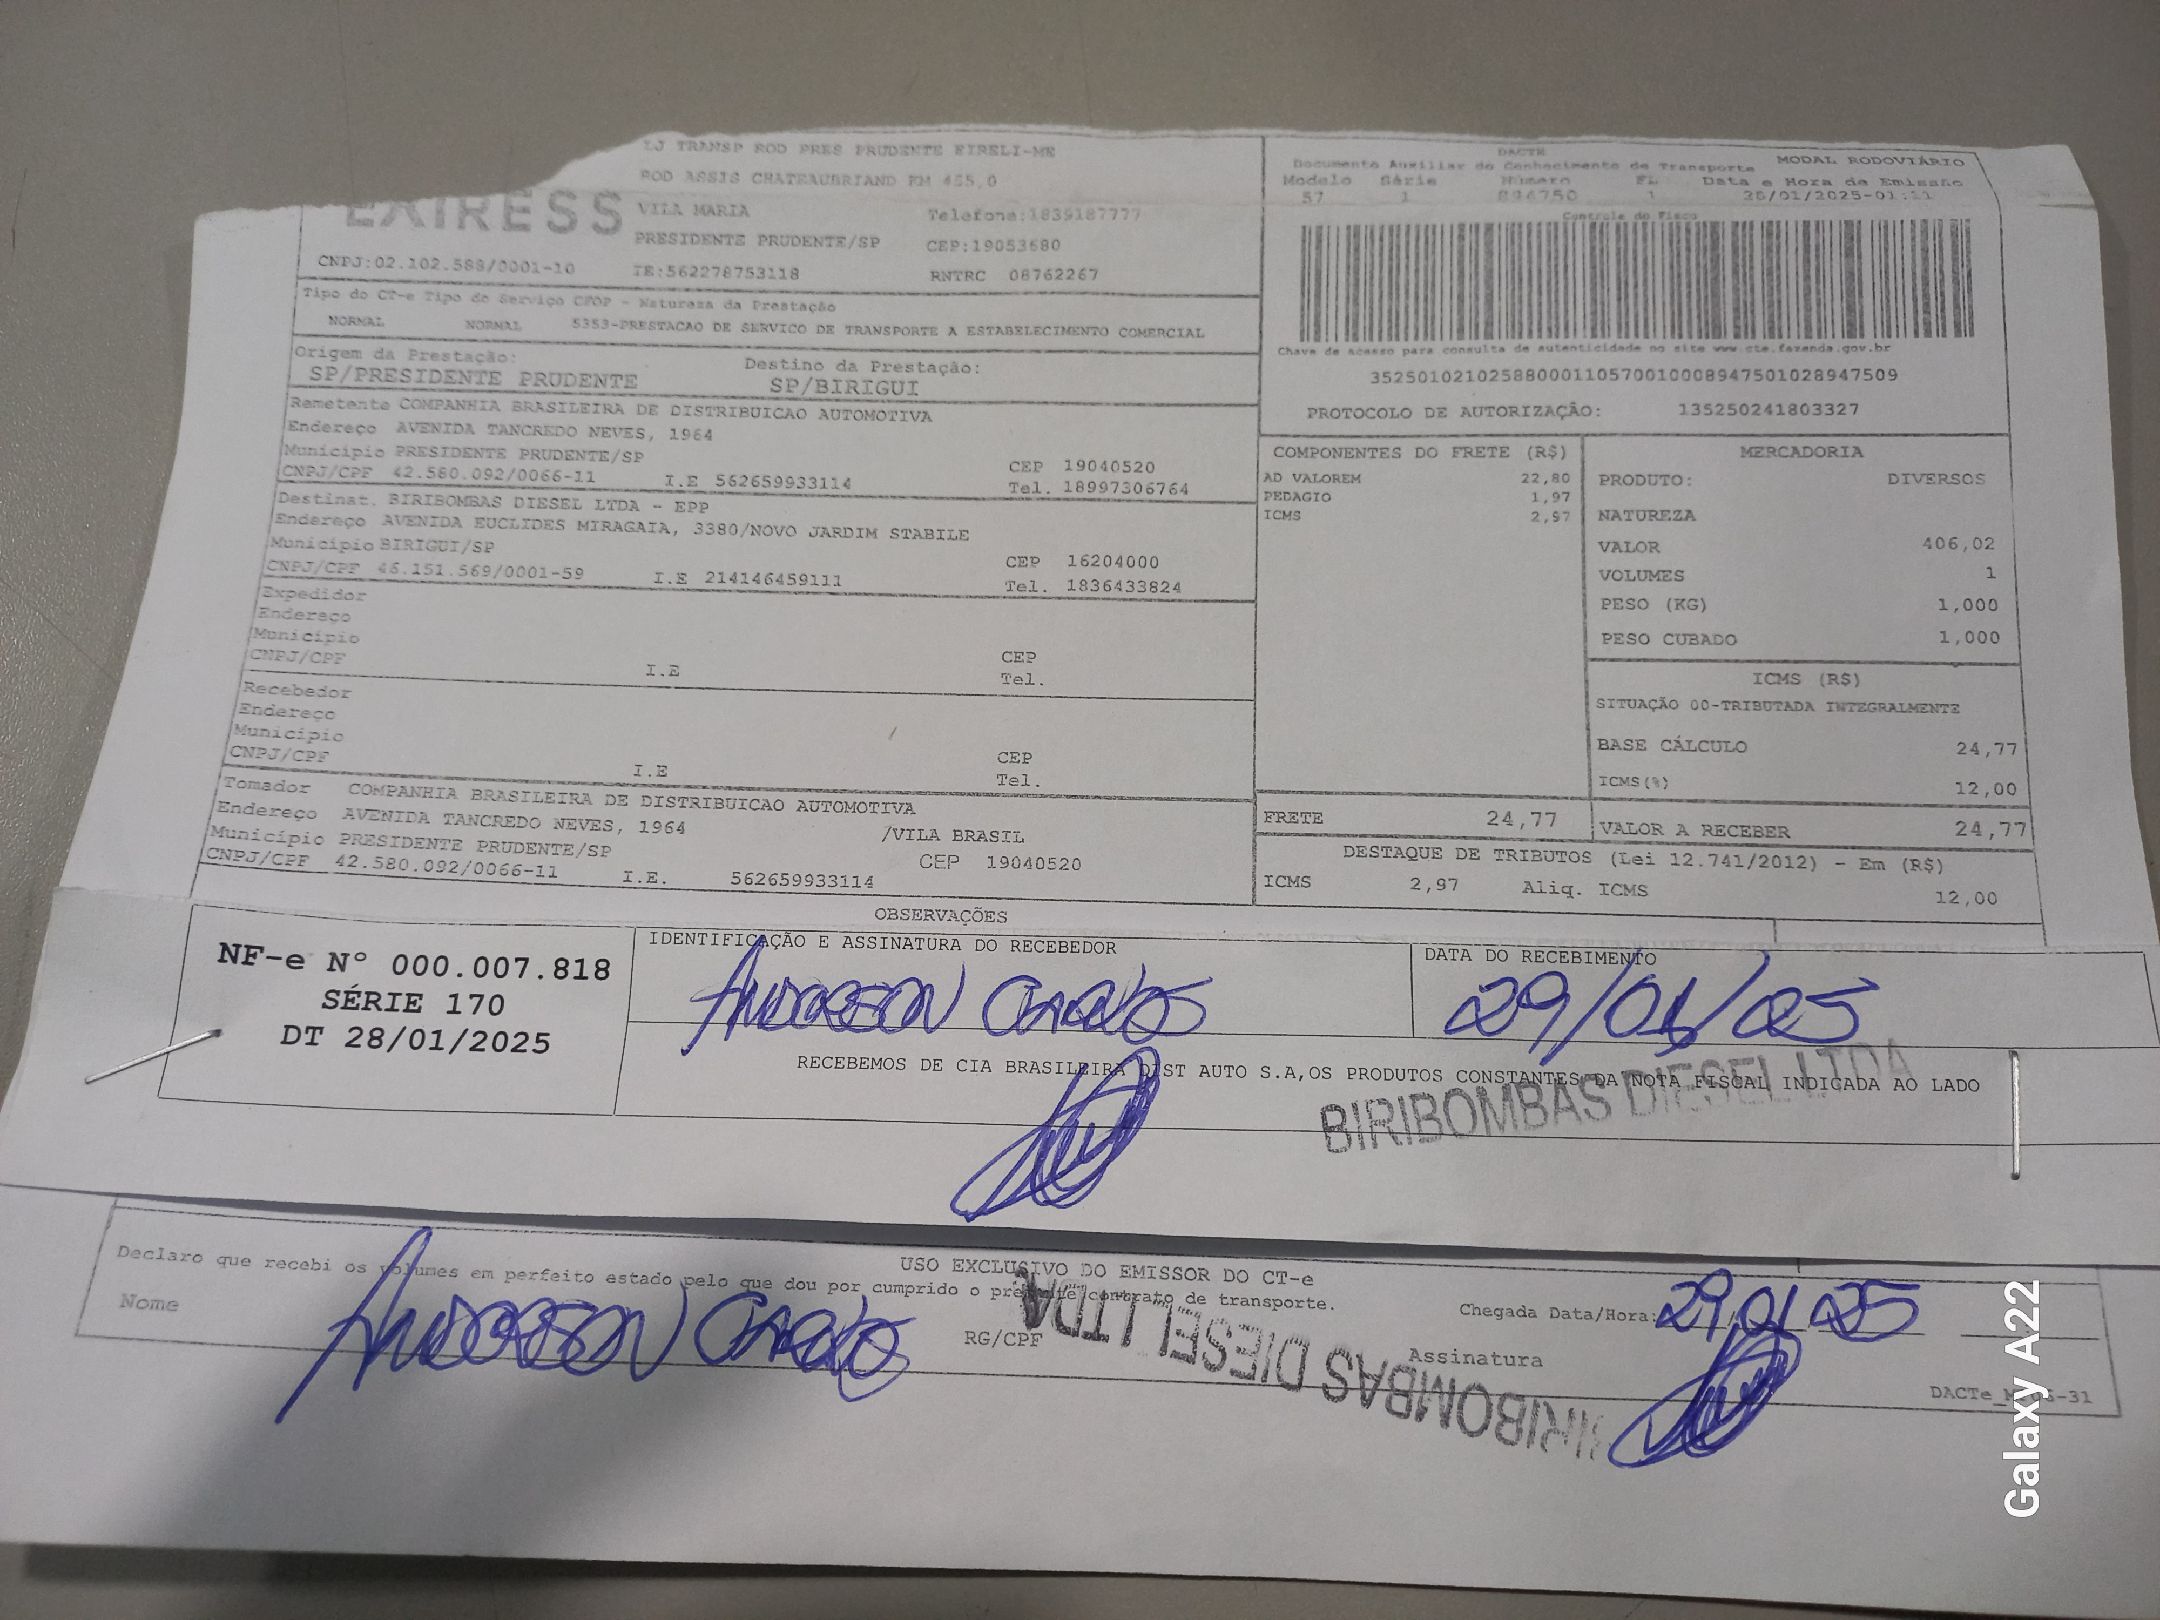 LJ TRANSP ROD PRES PRUDENTE EIRELI-ME
ROD ASSIS CHATEAUBRIAND KM 455,0
EXPRESS
VILA MARIA Telefone:1839187777
PRESIDENTE PRUDENTE/SP CEP:19053680
CNPJ:02.102.588/0001-10 IE:562278753118 RNTRC 08762267
DACTE
Documento Auxiliar do Conhecimento de Transporte MODAL RODOVIÁRIO
Modelo Série Número FL Data e Hora da Emissão
57 1 894750 1 28/01/2025-01:11
Controle do Fisco
Chave de acesso para consulta de autenticidade no site www.cte.fazenda.gov.br
35250102102588000110570010008947501028947509
PROTOCOLO DE AUTORIZAÇÃO: 135250241803327
Tipo do CT-e Tipo do Serviço CFOP - Natureza da Prestação
NORMAL NORMAL 5353-PRESTACAO DE SERVICO DE TRANSPORTE A ESTABELECIMENTO COMERCIAL
Origem da Prestação: Destino da Prestação:
SP/PRESIDENTE PRUDENTE SP/BIRIGUI
Remetente COMPANHIA BRASILEIRA DE DISTRIBUICAO AUTOMOTIVA
Endereço AVENIDA TANCREDO NEVES, 1964
Município PRESIDENTE PRUDENTE/SP CEP 19040520
CNPJ/CPF 42.580.092/0066-11 I.E 562659933114 Tel. 18997306764
Destinat. BIRIBOMBAS DIESEL LTDA - EPP
Endereço AVENIDA EUCLIDES MIRAGAIA, 3380/NOVO JARDIM STABILE
Município BIRIGUI/SP CEP 16204000
CNPJ/CPF 46.151.569/0001-59 I.E 214146459111 Tel. 1836433824
Expedidor
Endereço
Município CEP
CNPJ/CPF I.E Tel.
Recebedor
Endereço
Município CEP
CNPJ/CPF I.E Tel.
Tomador COMPANHIA BRASILEIRA DE DISTRIBUICAO AUTOMOTIVA
Endereço AVENIDA TANCREDO NEVES, 1964 /VILA BRASIL
Município PRESIDENTE PRUDENTE/SP CEP 19040520
CNPJ/CPF 42.580.092/0066-11 I.E. 562659933114
COMPONENTES DO FRETE (R$)
AD VALOREM 22,80
PEDAGIO 1,97
ICMS 2,97
FRETE 24,77
MERCADORIA
PRODUTO: DIVERSOS
NATUREZA
VALOR 406,02
VOLUMES 1
PESO (KG) 1,000
PESO CUBADO 1,000
ICMS (R$)
SITUAÇÃO 00-TRIBUTADA INTEGRALMENTE
BASE CÁLCULO 24,77
ICMS(%) 12,00
VALOR A RECEBER 24,77
DESTAQUE DE TRIBUTOS (Lei 12.741/2012) - Em (R$)
ICMS 2,97 Aliq. ICMS 12,00
OBSERVAÇÕES
NF-e Nº 000.007.818
SÉRIE 170
DT 28/01/2025
IDENTIFICAÇÃO E ASSINATURA DO RECEBEDOR
ANDERSON CARLOS
DATA DO RECEBIMENTO
29/01/25
RECEBEMOS DE CIA BRASILEIRA DIST AUTO S.A,OS PRODUTOS CONSTANTES DA NOTA FISCAL INDICADA AO LADO
BIRIBOMBAS DIESEL LTDA
USO EXCLUSIVO DO EMISSOR DO CT-e
Declaro que recebi os volumes em perfeito estado pelo que dou por cumprido o presente contrato de transporte.
Nome ANDERSON CARLOS RG/CPF
Chegada Data/Hora: 29/01/25
Assinatura
BIRIBOMBAS DIESEL LTDA
Galaxy A22